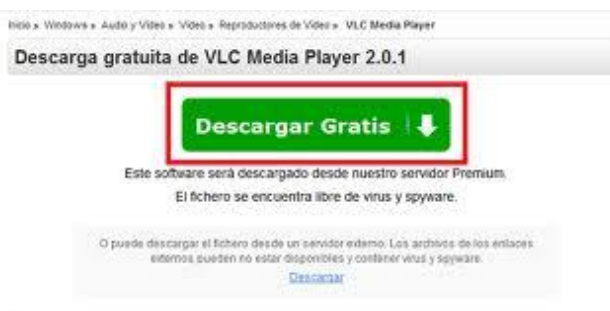 Inicio » Windows » Audio y Video » Video » Reproductores de Video » VLC Media Player
Descarga gratuita de VLC Media Player 2.0.1
Descargar Gratis
Este software será descargado desde nuestro servidor Premium.
El fichero se encuentra libre de virus y spyware.
O puede descargar el fichero desde un servidor externo. Los archivos de los enlaces
externos pueden no estar disponibles y contener virus y spyware.
Descargar